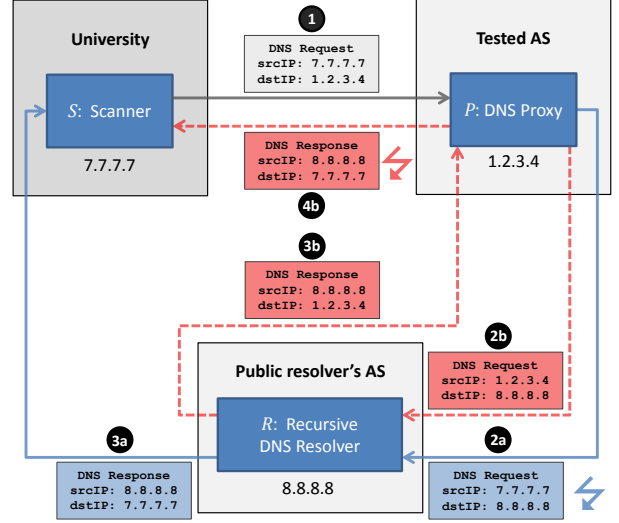 1
University
DNS Request
srcIP: 7.7.7.7
dstIP: 1.2.3.4
Tested AS
S: Scanner
P: DNS Proxy
7.7.7.7
DNS Response
srcIP: 8.8.8.8
dstIP: 7.7.7.7
1.2.3.4
4b
3b
DNS Response
srcIP: 8.8.8.8
dstIP: 1.2.3.4
2b
Public resolver's AS
DNS Request
srcIP: 1.2.3.4
dstIP: 8.8.8.8
R: Recursive
DNS Resolver
3a
2a
DNS Response
srcIP: 8.8.8.8
dstIP: 7.7.7.7
8.8.8.8
DNS Request
srcIP: 7.7.7.7
dstIP: 8.8.8.8